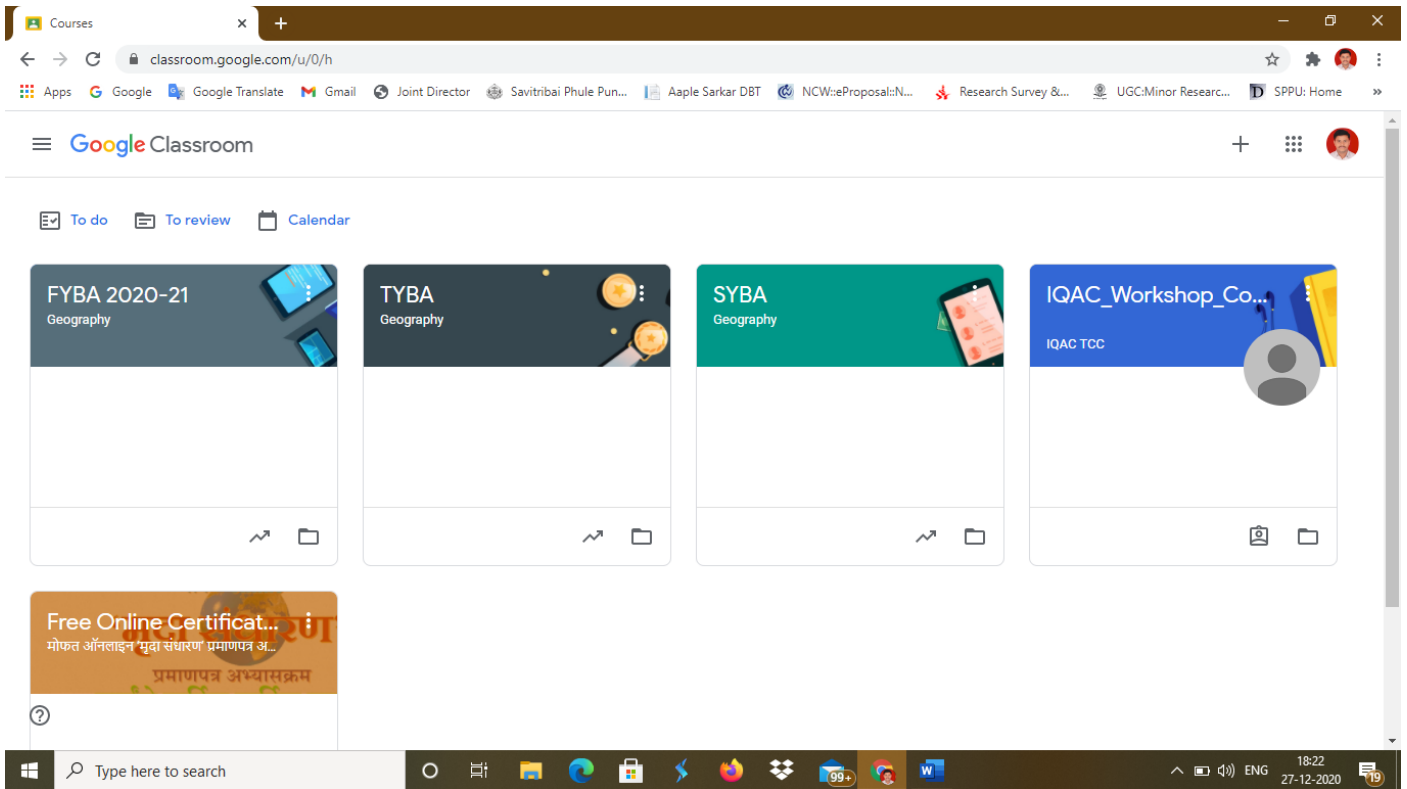 Courses
classroom.google.com/u/0/h
Apps Google Google Translate Gmail Joint Director Savitribai Phule Pun... Aaple Sarkar DBT NCW::eProposal::N... Research Survey &... UGC:Minor Researc... SPPU: Home
Google Classroom
To do To review Calendar
FYBA 2020-21
Geography
TYBA
Geography
SYBA
Geography
IQAC_Workshop_Co...
IQAC TCC
Free Online Certificat...
मोफत ऑनलाइन 'मृदा संधारण' प्रमाणपत्र अ...
मृदा संधारण
प्रमाणपत्र अभ्यासक्रम
Type here to search
99+
ENG
18:22
27-12-2020
19